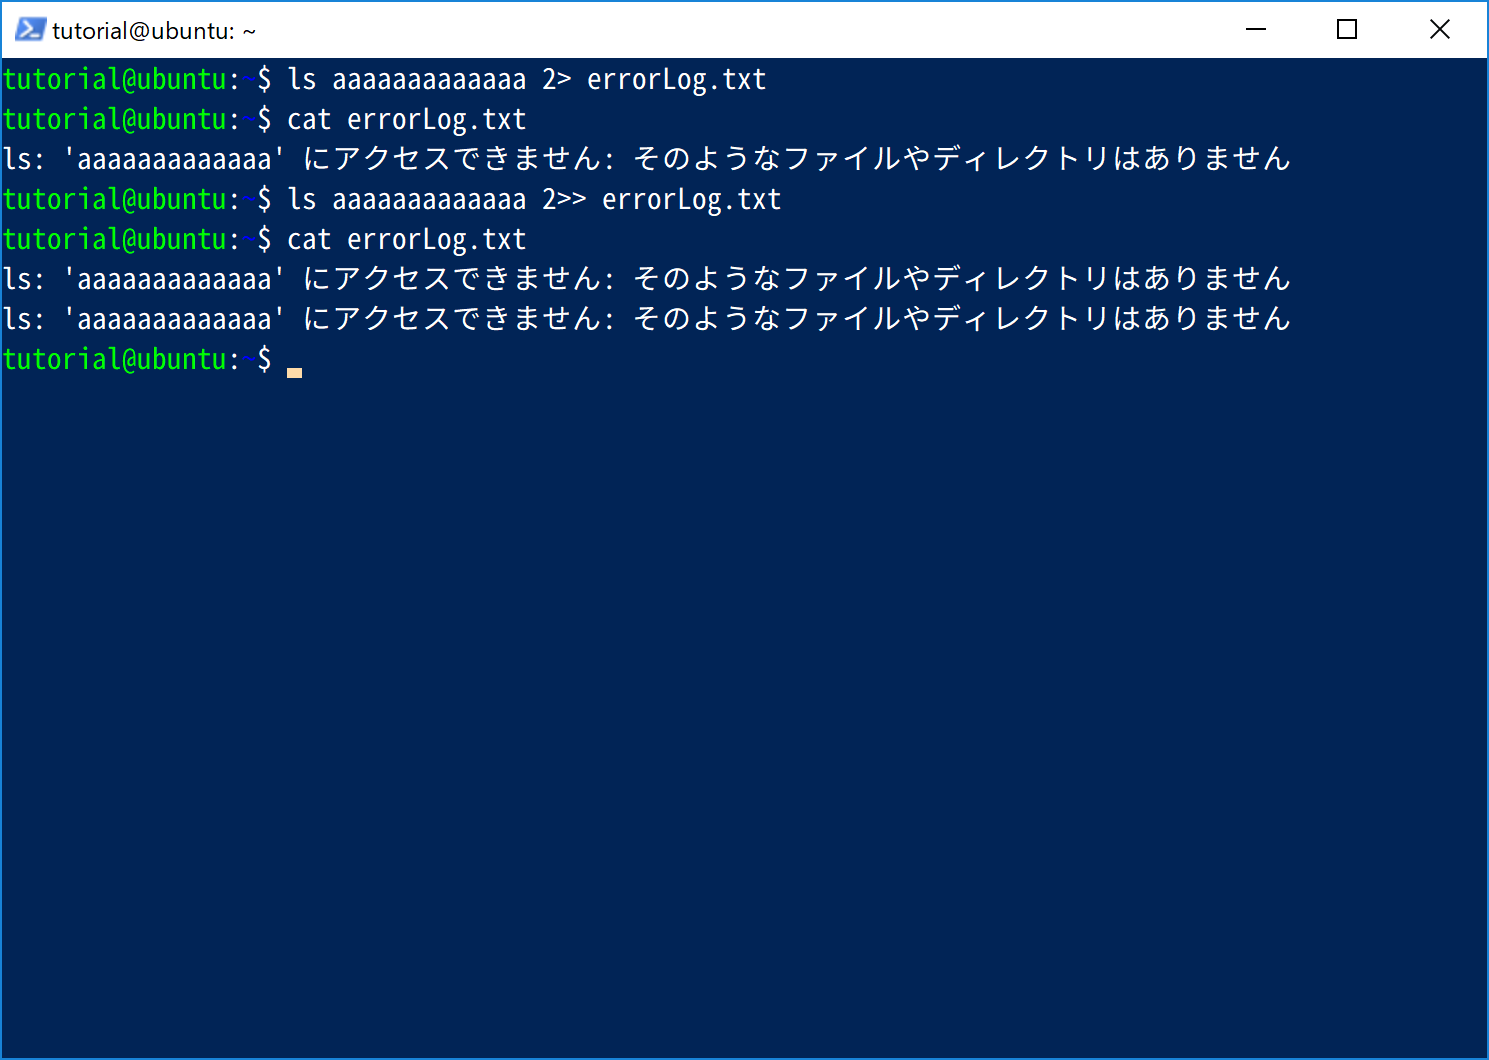 tutorial@ubuntu: ~
tutorial@ubuntu:~$ ls aaaaaaaaaaaaa 2> errorLog.txt
tutorial@ubuntu:~$ cat errorLog.txt
ls: 'aaaaaaaaaaaaa' にアクセスできません: そのようなファイルやディレクトリはありません
tutorial@ubuntu:~$ ls aaaaaaaaaaaaa 2>> errorLog.txt
tutorial@ubuntu:~$ cat errorLog.txt
ls: 'aaaaaaaaaaaaa' にアクセスできません: そのようなファイルやディレクトリはありません
ls: 'aaaaaaaaaaaaa' にアクセスできません: そのようなファイルやディレクトリはありません
tutorial@ubuntu:~$